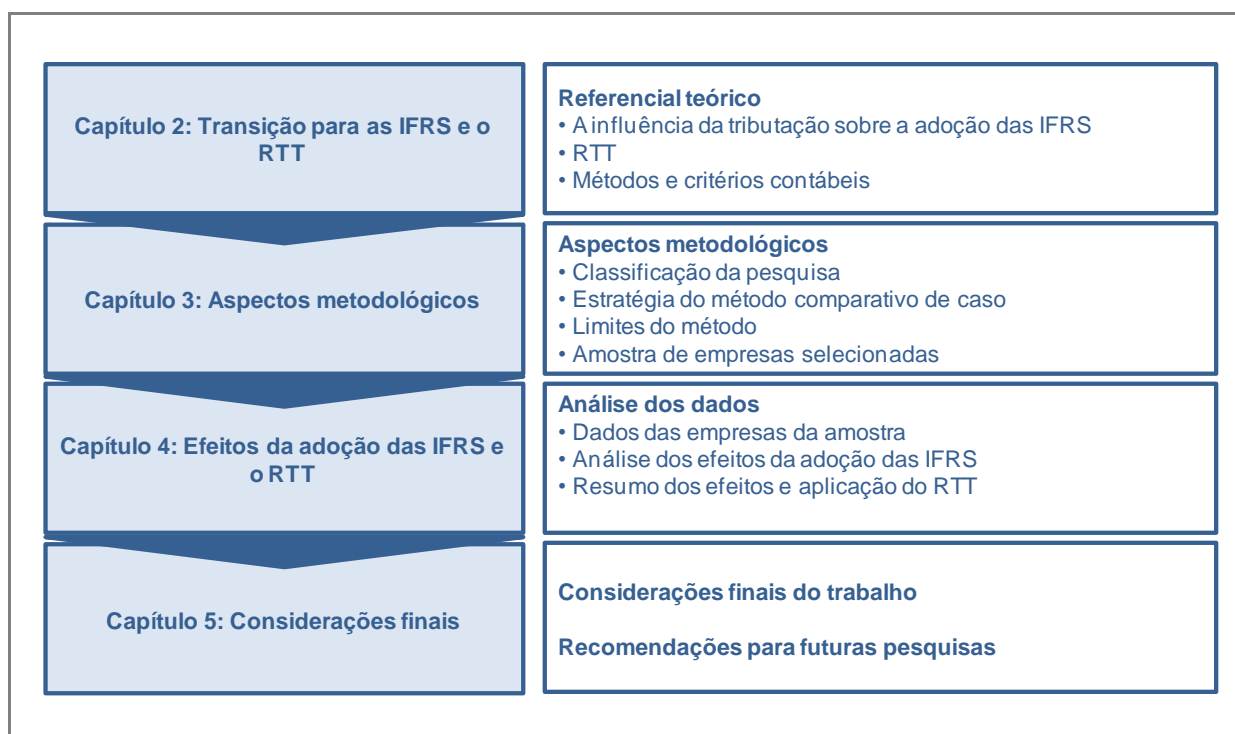 Capítulo 2: Transição para as IFRS e o
RTT
Referencial teórico
• A influência da tributação sobre a adoção das IFRS
• RTT
• Métodos e critérios contábeis
Capítulo 3: Aspectos metodológicos
Aspectos metodológicos
• Classificação da pesquisa
• Estratégia do método comparativo de caso
• Limites do método
• Amostra de empresas selecionadas
Capítulo 4: Efeitos da adoção das IFRS e
o RTT
Análise dos dados
• Dados das empresas da amostra
• Análise dos efeitos da adoção das IFRS
• Resumo dos efeitos e aplicação do RTT
Capítulo 5: Considerações finais
Considerações finais do trabalho
Recomendações para futuras pesquisas